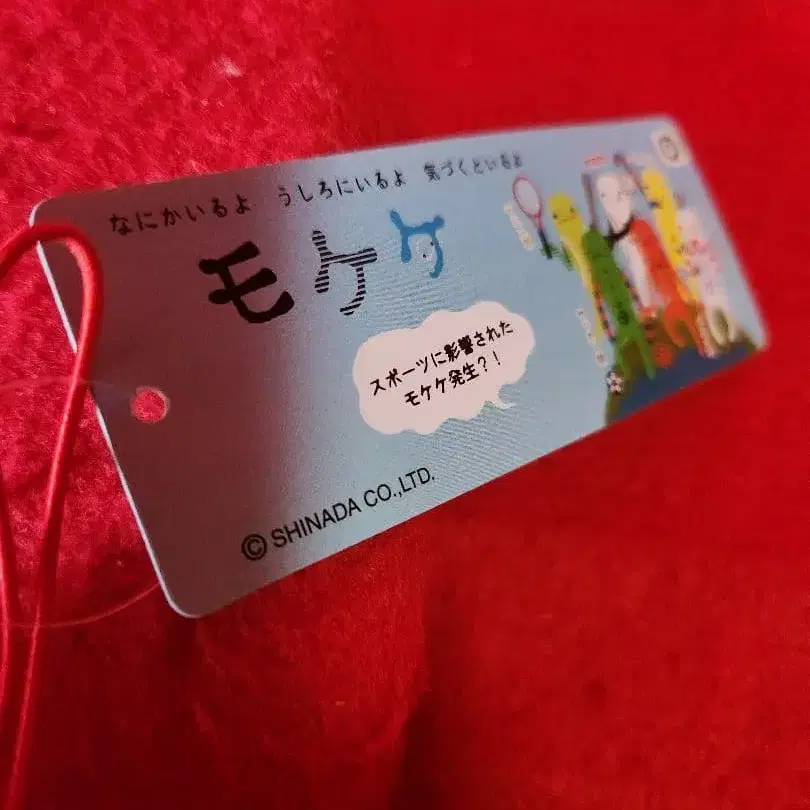 なにかいるよ うしろにいるよ 気づくといるよ
モケケ
スポーツに影響された
モケケ発生?!
© SHINADA CO.,LTD.